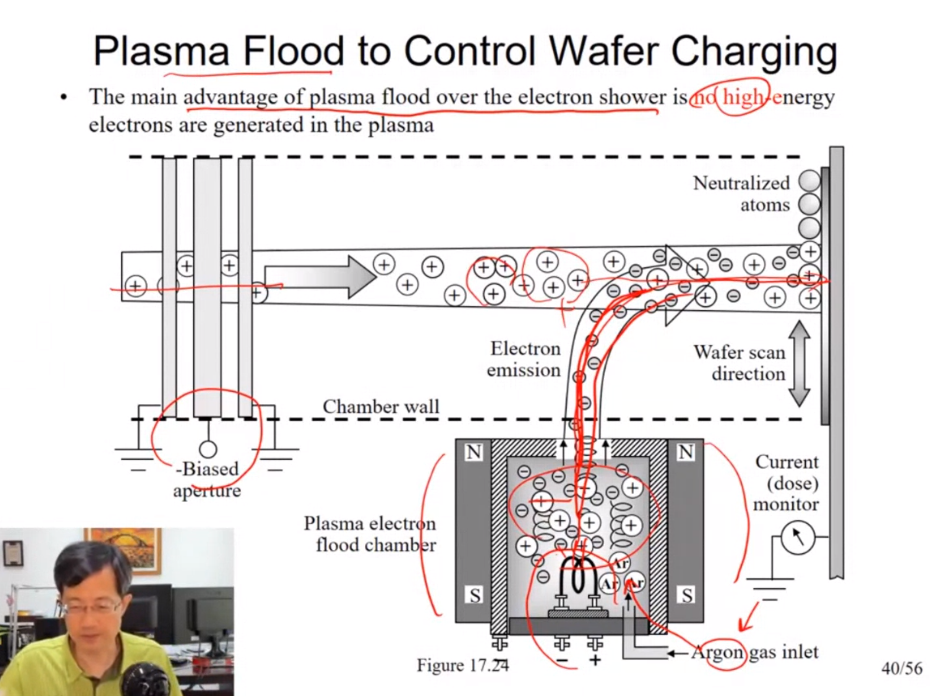 Plasma Flood to Control Wafer Charging
• The main advantage of plasma flood over the electron shower is no high-energy
electrons are generated in the plasma
Neutralized
atoms
Electron
emission
Wafer scan
direction
Chamber wall
-Biased
aperture
N
N
Current
(dose)
monitor
Plasma electron
flood chamber
Ar
Ar
Ar
S
S
Argon gas inlet
− +
Figure 17.24
40/56